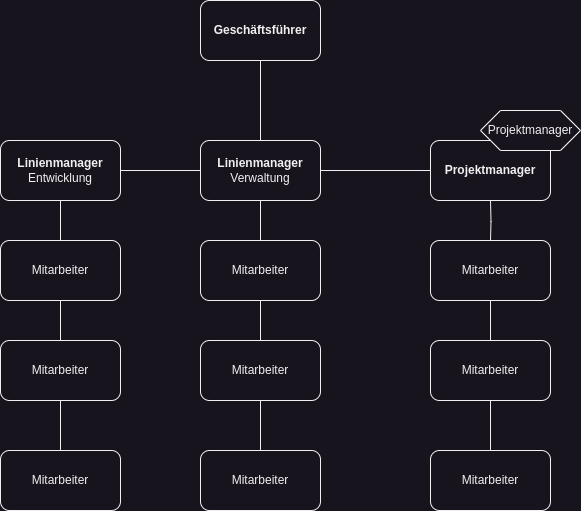 Geschäftsführer
Projektmanager
Linienmanager
Entwicklung
Linienmanager
Verwaltung
Projektmanager
Mitarbeiter
Mitarbeiter
Mitarbeiter
Mitarbeiter
Mitarbeiter
Mitarbeiter
Mitarbeiter
Mitarbeiter
Mitarbeiter